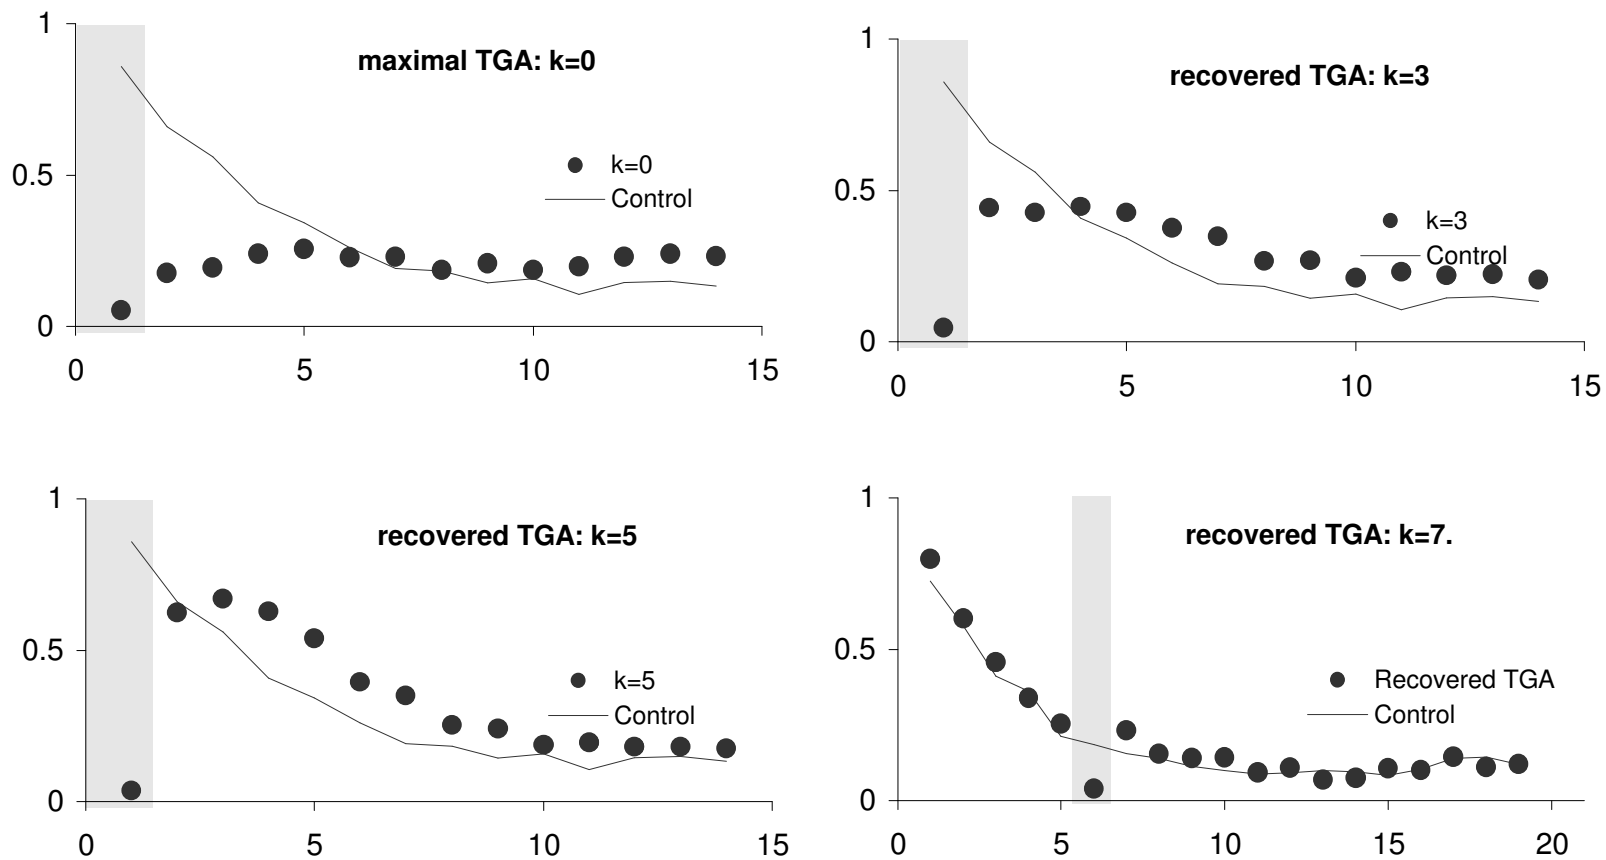 maximal TGA: k=0
1
0.5
0
k=0
Control
0 5 10 15
recovered TGA: k=3
1
0.5
0
k=3
Control
0 5 10 15
recovered TGA: k=5
1
0.5
0
k=5
Control
0 5 10 15
recovered TGA: k=7.
1
0.5
0
Recovered TGA
Control
0 5 10 15 20